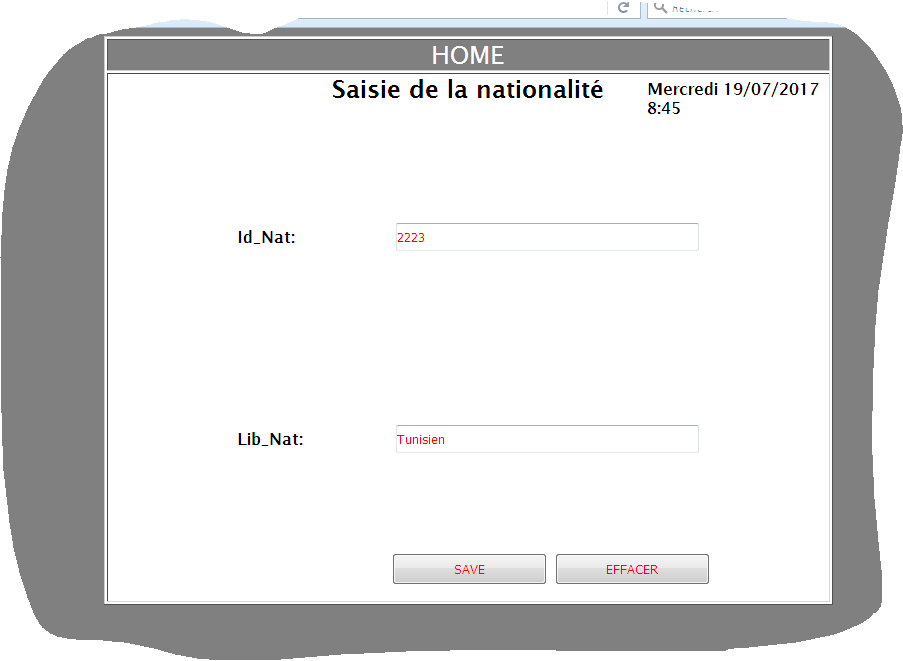 HOME
Saisie de la nationalité
Mercredi 19/07/2017
8:45
Id_Nat:
2223
Lib_Nat:
Tunisien
SAVE
EFFACER